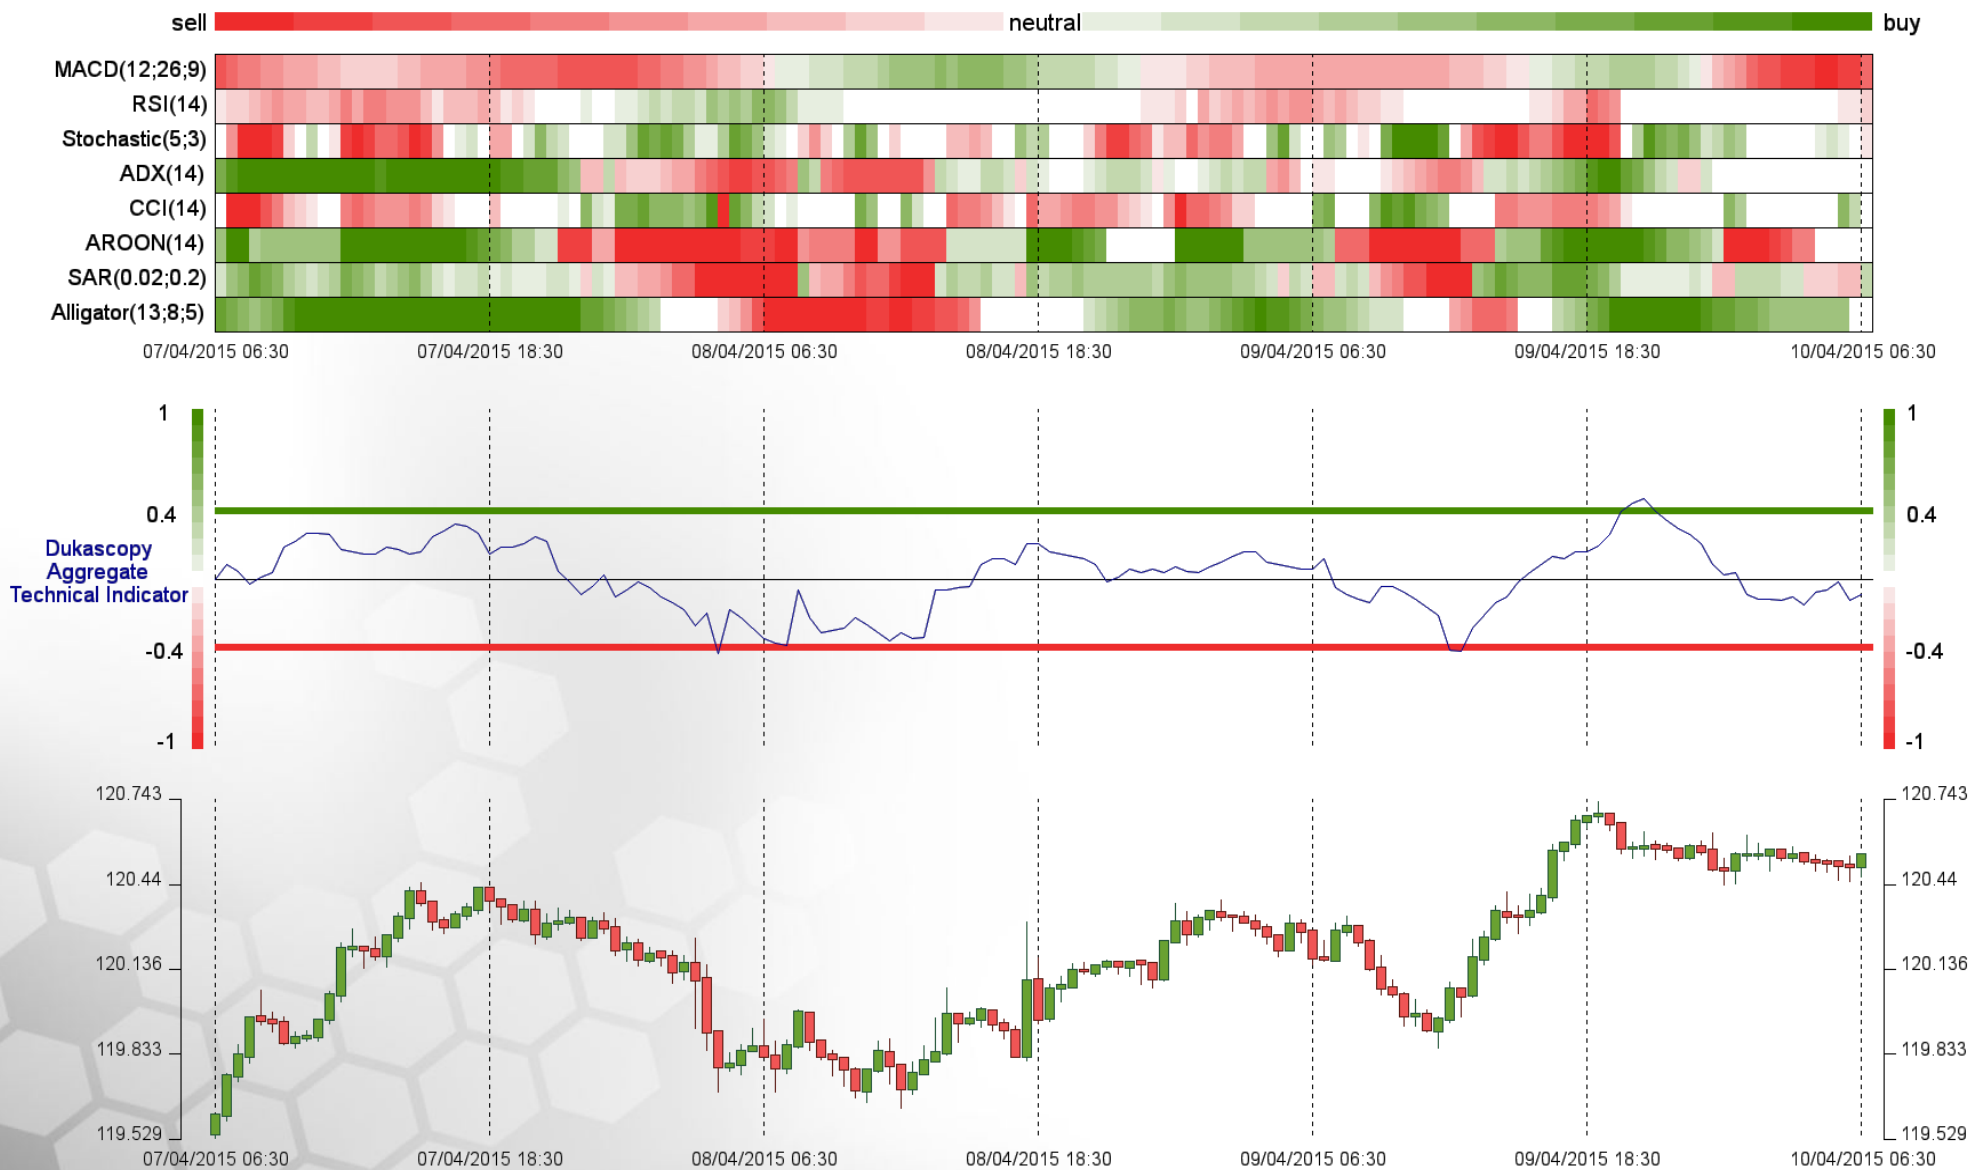 sell neutral buy
MACD(12;26;9)
RSI(14)
Stochastic(5;3)
ADX(14)
CCI(14)
AROON(14)
SAR(0.02;0.2)
Alligator(13;8;5)
07/04/2015 06:30 07/04/2015 18:30 08/04/2015 06:30 08/04/2015 18:30 09/04/2015 06:30 09/04/2015 18:30 10/04/2015 06:30
1 1
0.4 0.4
Dukascopy
Aggregate
Technical Indicator
-0.4 -0.4
-1 -1
120.743 120.743
120.44 120.44
120.136 120.136
119.833 119.833
119.529 119.529
07/04/2015 06:30 07/04/2015 18:30 08/04/2015 06:30 08/04/2015 18:30 09/04/2015 06:30 09/04/2015 18:30 10/04/2015 06:30